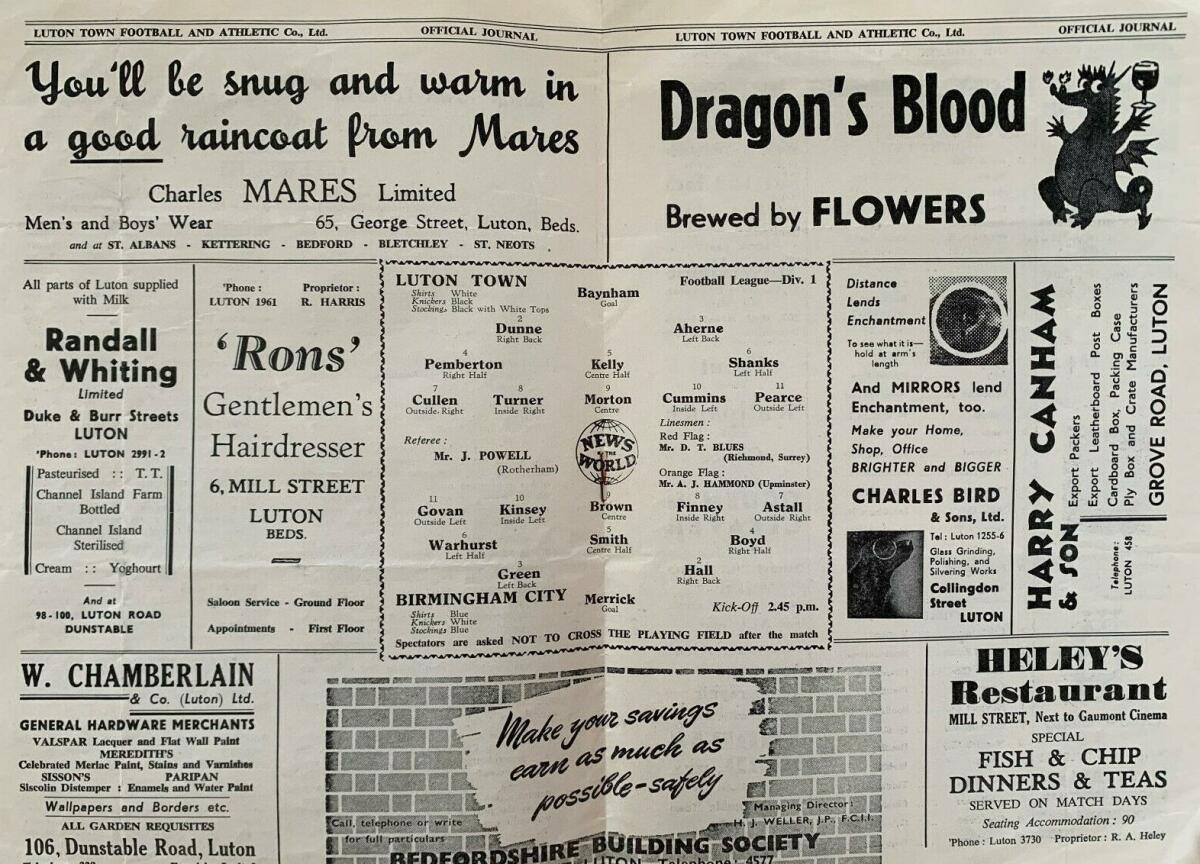 LUTON TOWN FOOTBALL AND ATHLETIC Co., Ltd. OFFICIAL JOURNAL
LUTON TOWN FOOTBALL AND ATHLETIC Co., Ltd. OFFICIAL JOURNAL
You'll be snug and warm in
a good raincoat from Mares
Charles MARES Limited
Men's and Boys' Wear 65, George Street, Luton, Beds.
and at ST. ALBANS - KETTERING - BEDFORD - BLETCHLEY - ST. NEOTS
Dragon's Blood
Brewed by FLOWERS
All parts of Luton supplied
with Milk
Randall
& Whiting
Limited
Duke & Burr Streets
LUTON
'Phone: LUTON 2991-2
Pasteurised :: T.T.
Channel Island Farm
Bottled
Channel Island
Sterilised
Cream :: Yoghourt
And at
98-100, LUTON ROAD
DUNSTABLE
'Phone : Proprietor :
LUTON 1961 R. HARRIS
'Rons'
Gentlemen's
Hairdresser
6, MILL STREET
LUTON
BEDS.
Saloon Service - Ground Floor
Appointments - First Floor
LUTON TOWN Football League—Div. 1
Shirts White
Knickers Black
Stockings Black with White Tops
Baynham
Goal
2 3
Dunne Aherne
Right Back Left Back
4 5 6
Pemberton Kelly Shanks
Right Half Centre Half Left Half
7 8 9 10 11
Cullen Turner Morton Cummins Pearce
Outside Right Inside Right Centre Inside Left Outside Left
Referee :
Mr. J. POWELL
(Rotherham)
NEWS
OF THE
WORLD
Linesmen :
Red Flag :
Mr. D. T. BLUES
(Richmond, Surrey)
Orange Flag :
Mr. A. J. HAMMOND (Upminster)
11 10 9 8 7
Govan Kinsey Brown Finney Astall
Outside Left Inside Left Centre Inside Right Outside Right
6 5 4
Warhurst Smith Boyd
Left Half Centre Half Right Half
3 2
Green Hall
Left Back Right Back
BIRMINGHAM CITY Merrick
Goal
Shirts Blue
Knickers White
Stockings Blue
Kick-Off 2.45 p.m.
Spectators are asked NOT TO CROSS THE PLAYING FIELD after the match
Distance
Lends
Enchantment
To see what it is—
hold at arm's
length
And MIRRORS lend
Enchantment, too.
Make your Home,
Shop, Office
BRIGHTER and BIGGER
CHARLES BIRD
& Sons, Ltd.
Tel : Luton 1255-6
Glass Grinding,
Polishing, and
Silvering Works
Collingdon
Street
LUTON
HARRY CANHAM
& SON
Export Packers
Export Leatherboard Post Boxes
Cardboard Box, Packing Case
Ply Box and Crate Manufacturers
GROVE ROAD, LUTON
Telephone:
LUTON 458
W. CHAMBERLAIN
& Co. (Luton) Ltd.
GENERAL HARDWARE MERCHANTS
VALSPAR Lacquer and Flat Wall Paint
MEREDITH'S
Celebrated Merlac Paint, Stains and Varnishes
SISSON'S PARIPAN
Siscolin Distemper : Enamels and Water Paint
Wallpapers and Borders etc.
ALL GARDEN REQUISITES
106, Dunstable Road, Luton
Make your savings
earn as much as
possible-safely
Call, telephone or write
for full particulars
Managing Director:
H. J. WELLER, J.P., F.C.I.I.
BEDFORDSHIRE BUILDING SOCIETY
LUTON Telephone 4577
HELEY'S
Restaurant
MILL STREET, Next to Gaumont Cinema
SPECIAL
FISH & CHIP
DINNERS & TEAS
SERVED ON MATCH DAYS
Seating Accommodation : 90
'Phone : Luton 3730 Proprietor : R. A. Heley